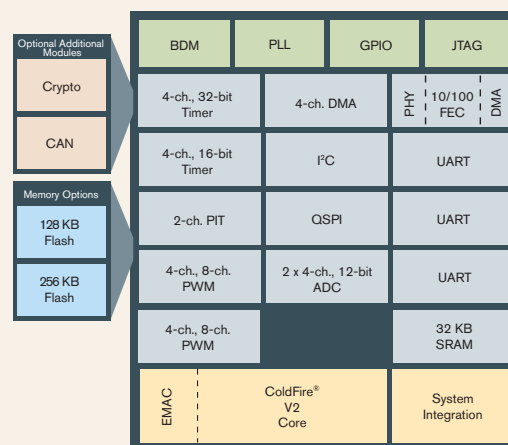 Optional Additional
Modules
Crypto
CAN
Memory Options
128 KB
Flash
256 KB
Flash
BDM
PLL
GPIO
JTAG
4-ch., 32-bit
Timer
4-ch. DMA
PHY
10/100
FEC
DMA
4-ch., 16-bit
Timer
I²C
UART
2-ch. PIT
QSPI
UART
4-ch., 8-ch.
PWM
2 x 4-ch., 12-bit
ADC
UART
4-ch., 8-ch.
PWM
32 KB
SRAM
EMAC
ColdFire®
V2
Core
System
Integration